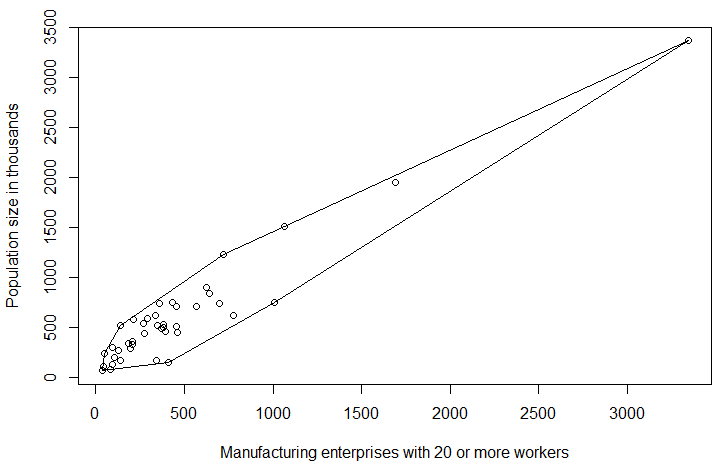 Population size in thousands
3500
3000
2500
2000
1500
1000
500
0
0 500 1000 1500 2000 2500 3000
Manufacturing enterprises with 20 or more workers